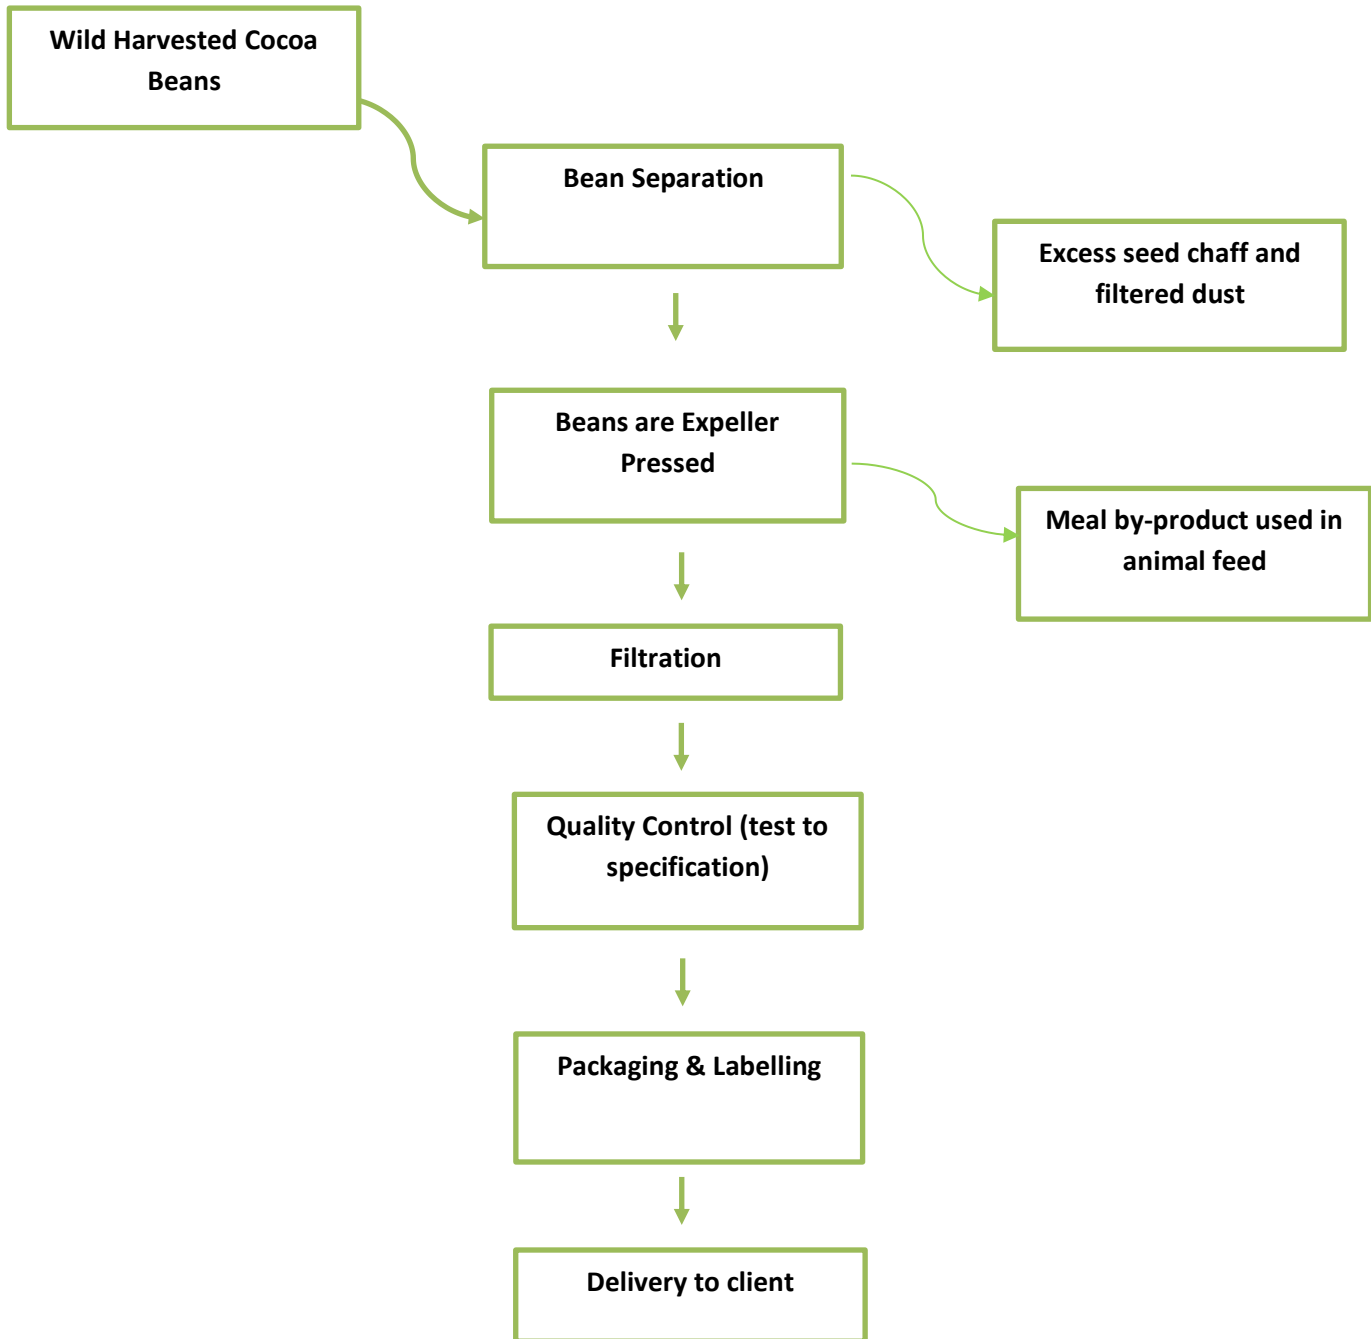 Wild Harvested Cocoa
Beans
Bean Separation
Excess seed chaff and
filtered dust
Beans are Expeller
Pressed
Meal by-product used in
animal feed
Filtration
Quality Control (test to
specification)
Packaging & Labelling
Delivery to client